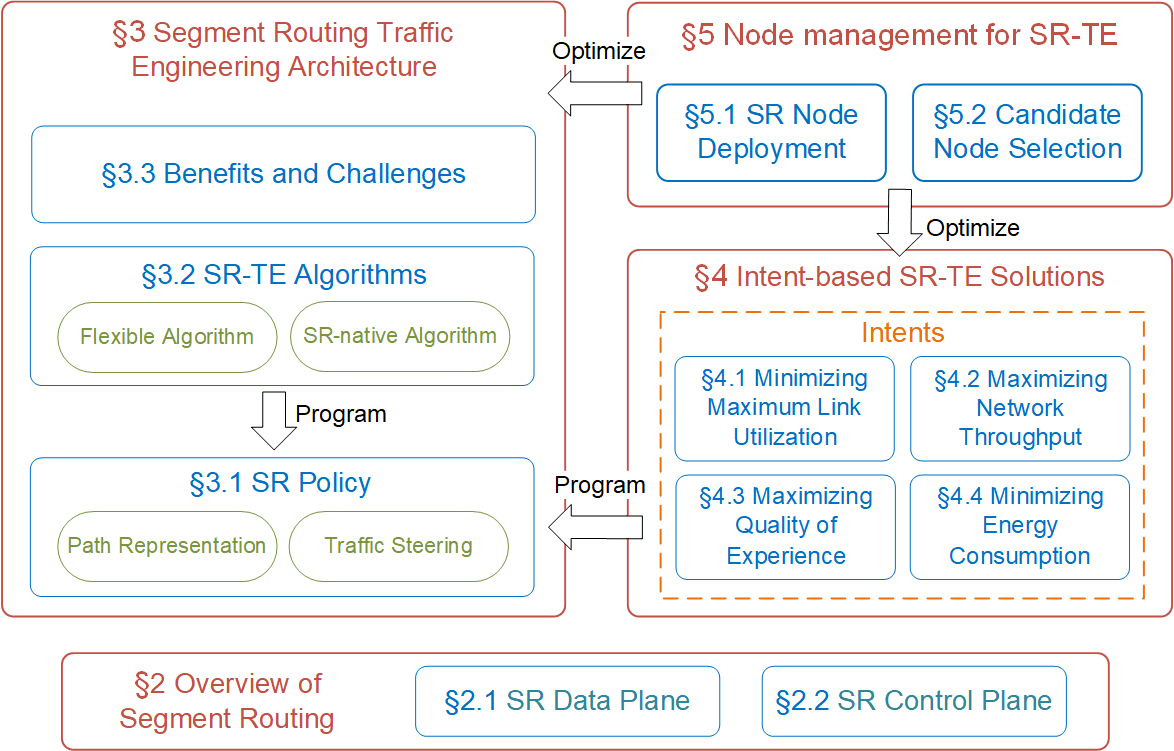 §3 Segment Routing Traffic
Engineering Architecture
§3.3 Benefits and Challenges
§3.2 SR-TE Algorithms
Flexible Algorithm
SR-native Algorithm
Program
§3.1 SR Policy
Path Representation
Traffic Steering
Optimize
§5 Node management for SR-TE
§5.1 SR Node
Deployment
§5.2 Candidate
Node Selection
Optimize
§4 Intent-based SR-TE Solutions
Intents
§4.1 Minimizing
Maximum Link
Utilization
§4.2 Maximizing
Network
Throughput
§4.3 Maximizing
Quality of
Experience
§4.4 Minimizing
Energy
Consumption
Program
§2 Overview of
Segment Routing
§2.1 SR Data Plane
§2.2 SR Control Plane